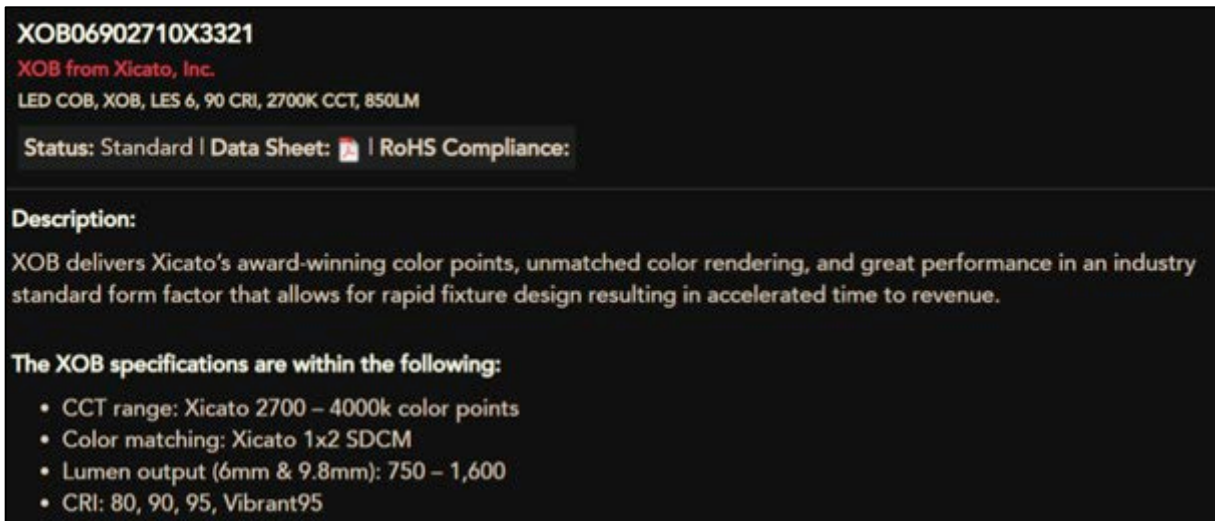 XOB06902710X3321
XOB from Xicato, Inc.
LED COB, XOB, LES 6, 90 CRI, 2700K CCT, 850LM
Status: Standard | Data Sheet: | RoHS Compliance:
Description:
XOB delivers Xicato's award-winning color points, unmatched color rendering, and great performance in an industry
standard form factor that allows for rapid fixture design resulting in accelerated time to revenue.
The XOB specifications are within the following:
• CCT range: Xicato 2700 – 4000k color points
• Color matching: Xicato 1x2 SDCM
• Lumen output (6mm & 9.8mm): 750 – 1,600
• CRI: 80, 90, 95, Vibrant95